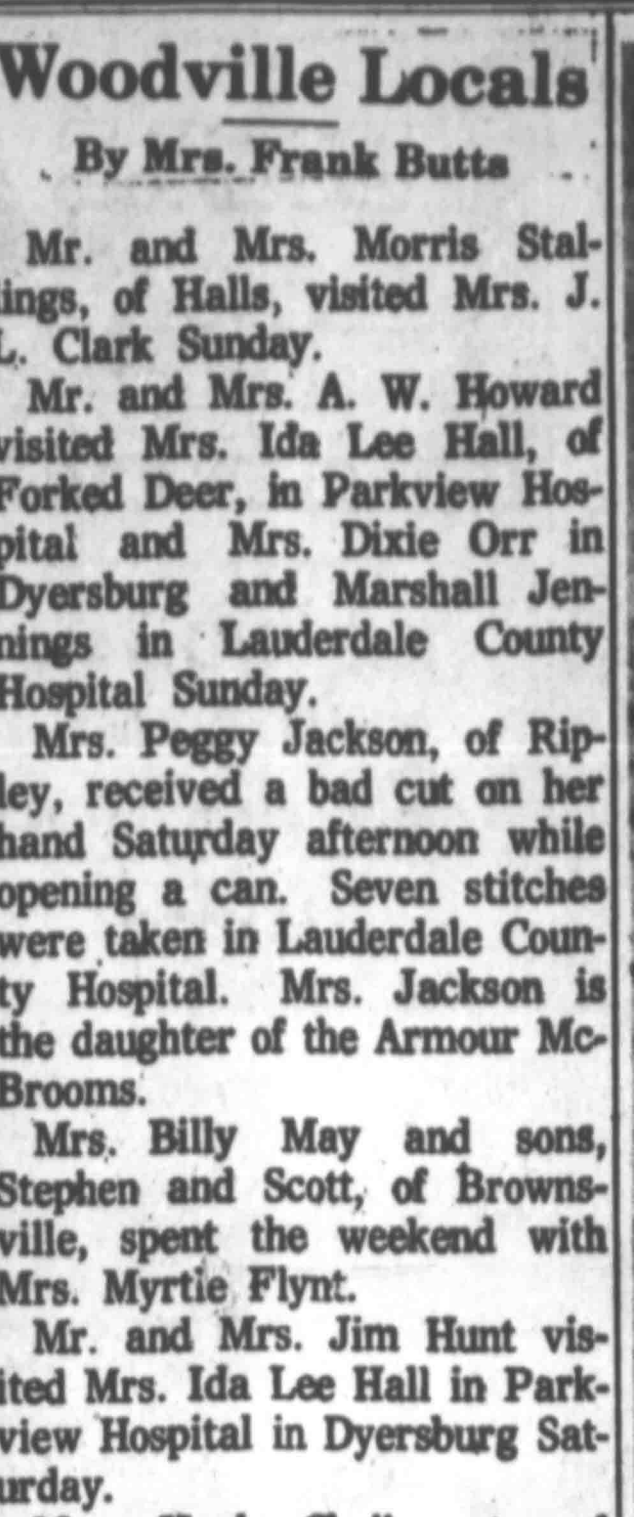 Woodville Locals
By Mrs. Frank Butts
Mr. and Mrs. Morris Stal-
lings, of Halls, visited Mrs. J.
L. Clark Sunday.
Mr. and Mrs. A. W. Howard
visited Mrs. Ida Lee Hall, of
Forked Deer, in Parkview Hos-
pital and Mrs. Dixie Orr in
Dyersburg and Marshall Jen-
nings in Lauderdale County
Hospital Sunday.
Mrs. Peggy Jackson, of Rip-
ley, received a bad cut on her
hand Saturday afternoon while
opening a can. Seven stitches
were taken in Lauderdale Coun-
ty Hospital. Mrs. Jackson is
the daughter of the Armour Mc-
Brooms.
Mrs. Billy May and sons,
Stephen and Scott, of Browns-
ville, spent the weekend with
Mrs. Myrtie Flynt.
Mr. and Mrs. Jim Hunt vis-
ited Mrs. Ida Lee Hall in Park-
view Hospital in Dyersburg Sat-
urday.